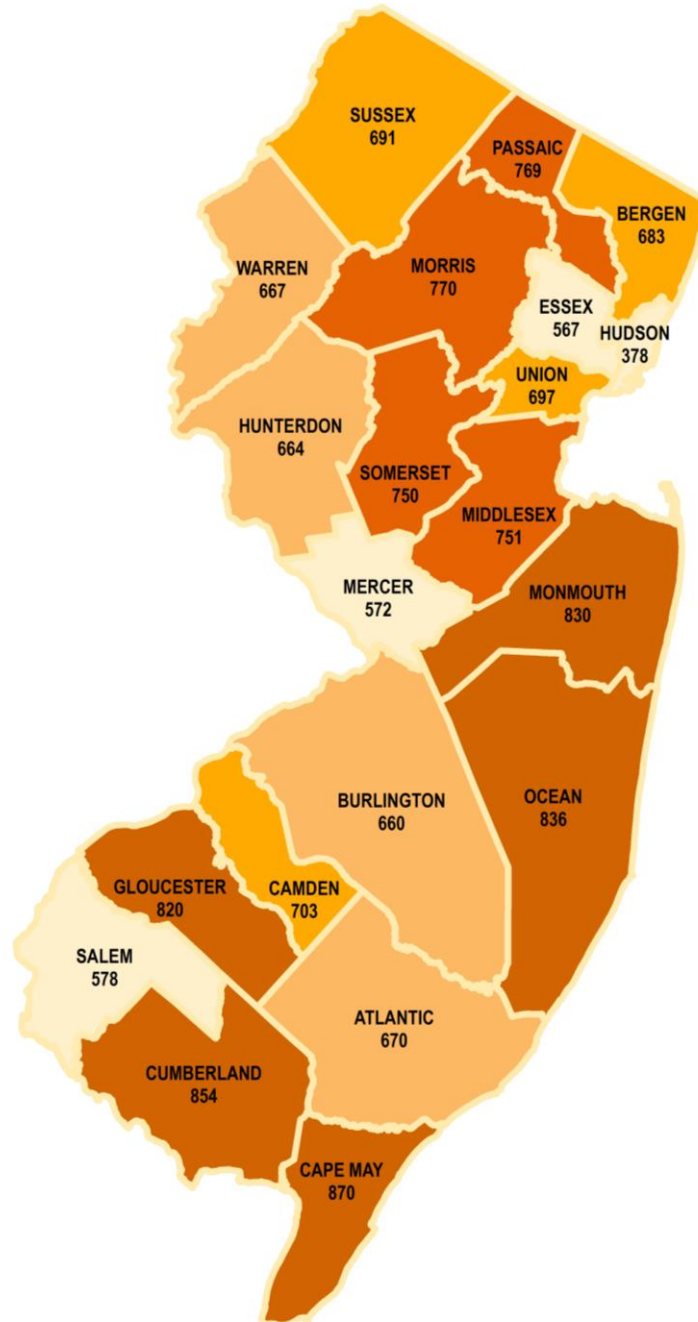 SUSSEX
691
PASSAIC
769
BERGEN
683
WARREN
667
MORRIS
770
ESSEX
567
HUDSON
378
UNION
697
HUNTERDON
664
SOMERSET
750
MIDDLESEX
751
MERCER
572
MONMOUTH
830
BURLINGTON
660
OCEAN
836
GLOUCESTER
820
CAMDEN
703
SALEM
578
ATLANTIC
670
CUMBERLAND
854
CAPE MAY
870